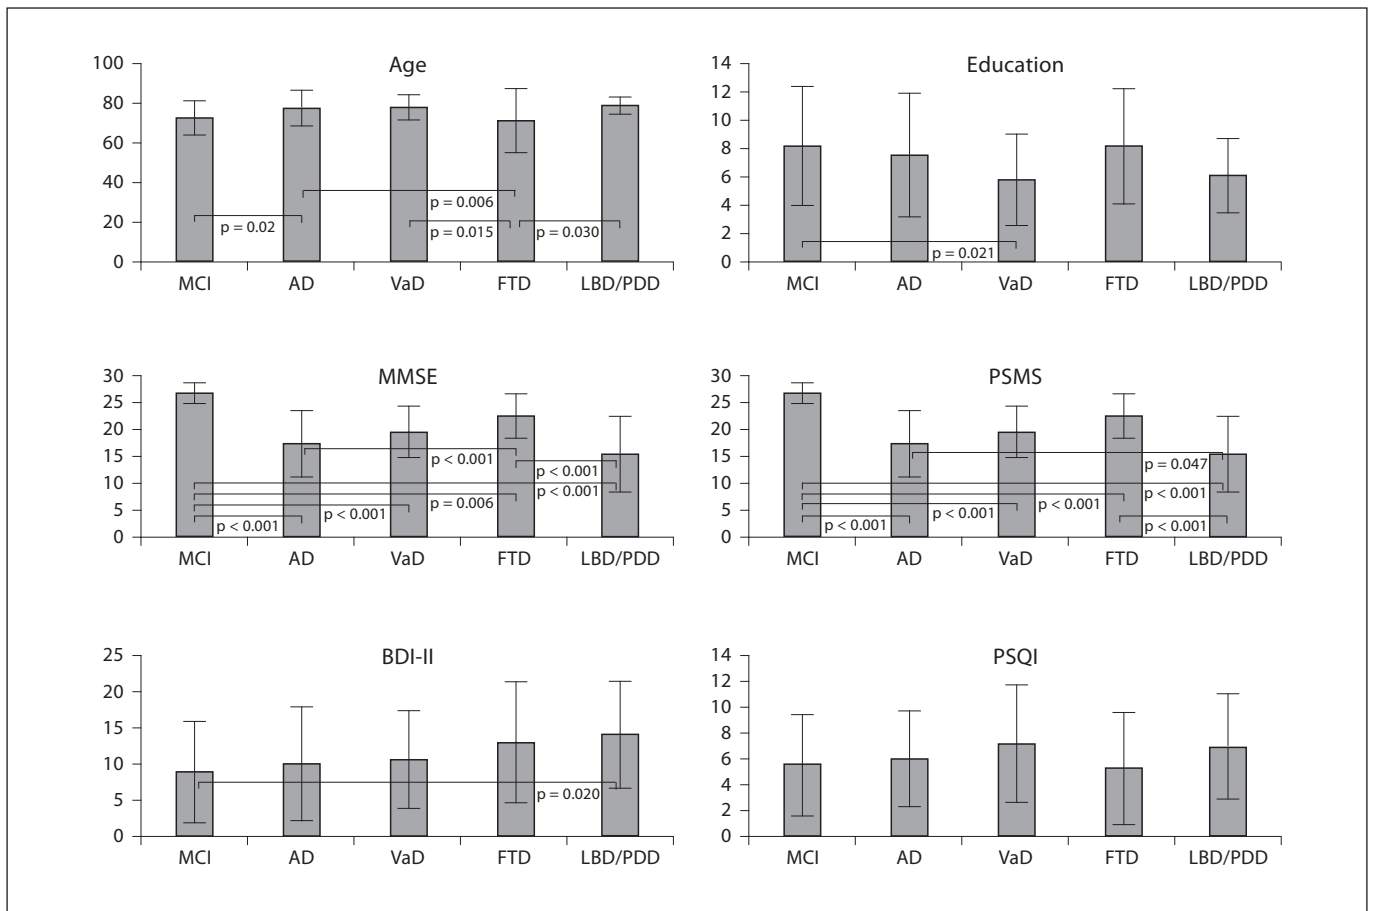 Age
100
80
60
40
20
0
p = 0.02
p = 0.006
p = 0.015
p = 0.030
MCI AD VaD FTD LBD/PDD
Education
14
12
10
8
6
4
2
0
p = 0.021
MCI AD VaD FTD LBD/PDD
MMSE
30
25
20
15
10
5
0
p < 0.001
p < 0.001
p < 0.001
p = 0.006
p < 0.001
p < 0.001
MCI AD VaD FTD LBD/PDD
PSMS
30
25
20
15
10
5
0
p = 0.047
p < 0.001
p < 0.001
p < 0.001
p < 0.001
p < 0.001
MCI AD VaD FTD LBD/PDD
BDI-II
25
20
15
10
5
0
p = 0.020
MCI AD VaD FTD LBD/PDD
PSQI
14
12
10
8
6
4
2
0
MCI AD VaD FTD LBD/PDD